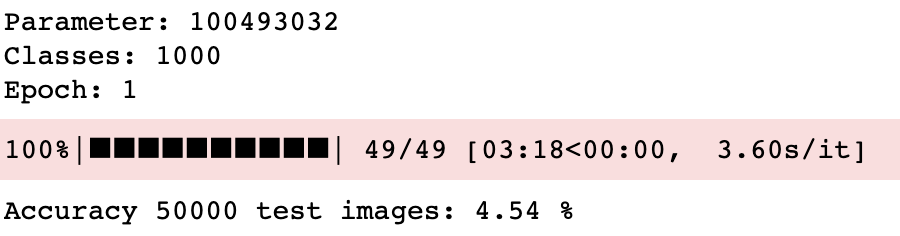 Parameter: 100493032
Classes: 1000
Epoch: 1
100%|■■■■■■■■■■| 49/49 [03:18<00:00,  3.60s/it]
Accuracy 50000 test images: 4.54 %